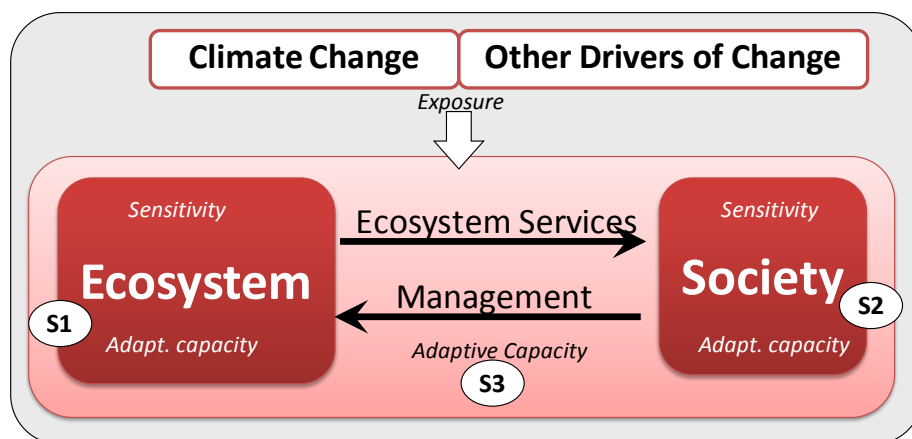 Climate Change
Other Drivers of Change
Exposure
Sensitivity
Ecosystem
Adapt. capacity
S1
Ecosystem Services
Management
Adaptive Capacity
S3
Sensitivity
Society
Adapt. capacity
S2